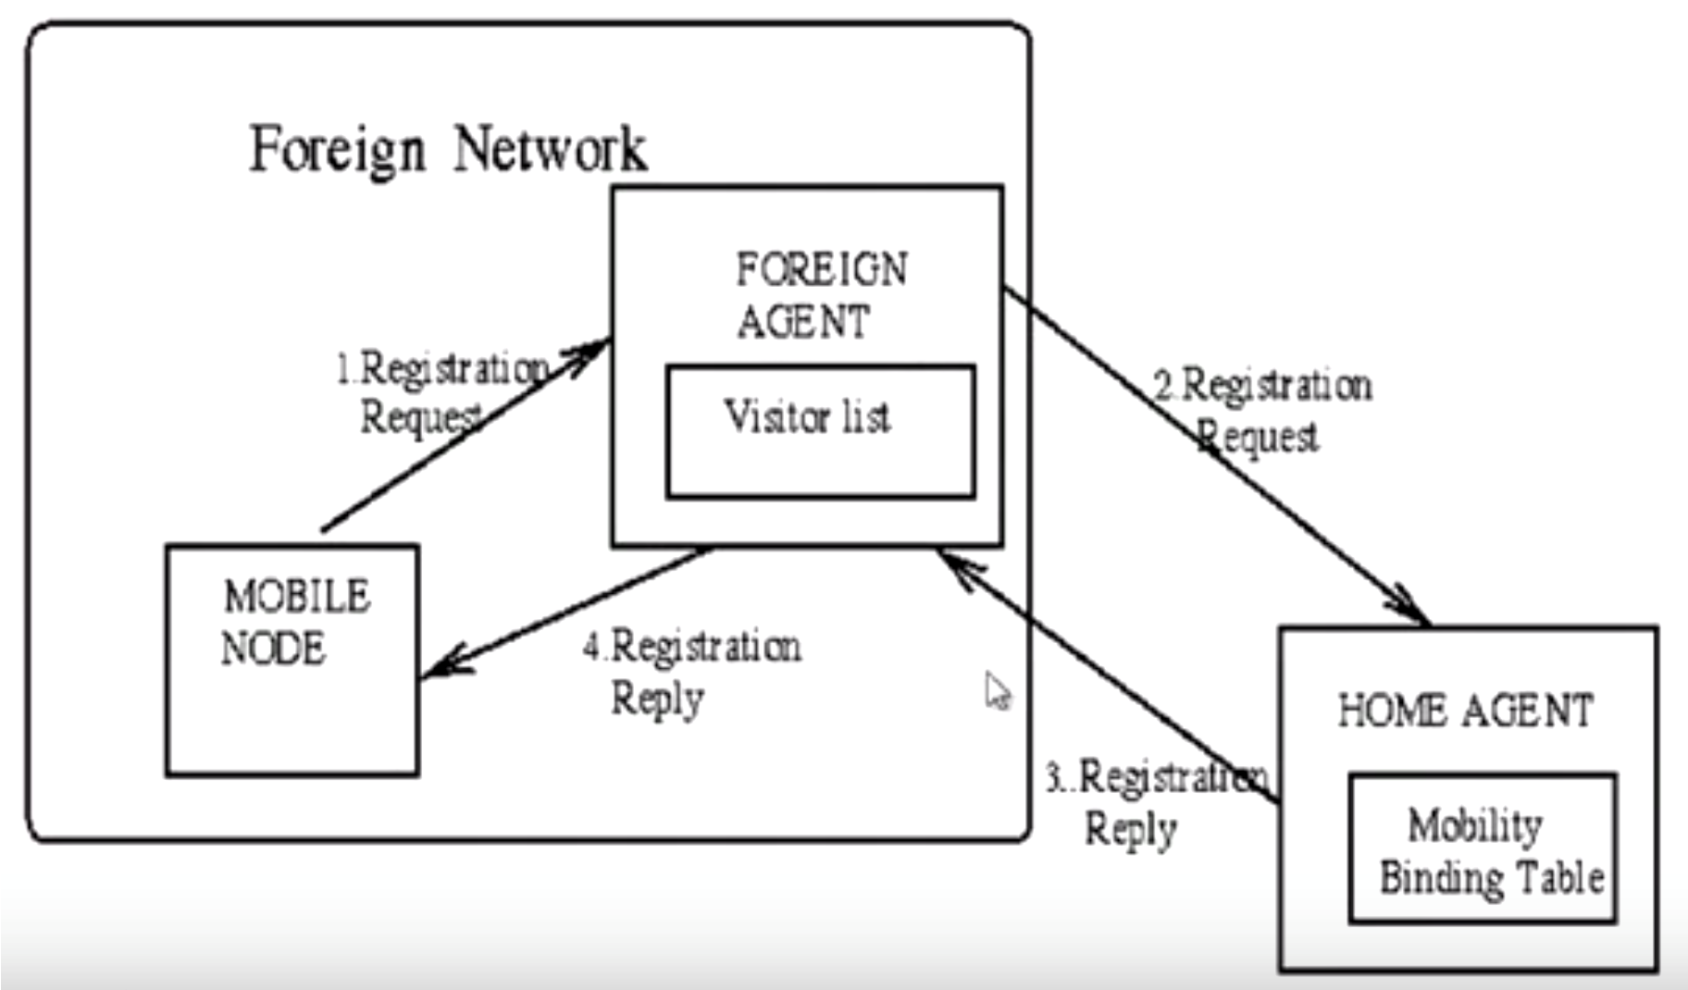 Foreign Network
FOREIGN
AGENT
Visitor list
1.Registration
Request
2.Registration
Request
MOBILE
NODE
4.Registration
Reply
3..Registration
Reply
HOME AGENT
Mobility
Binding Table